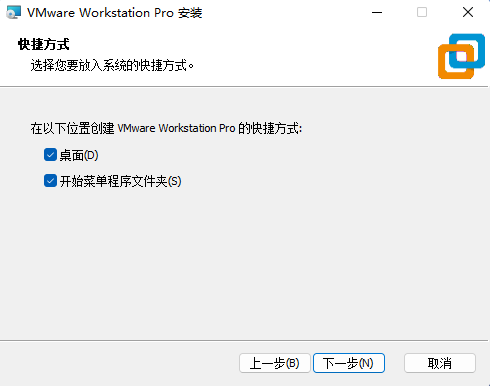 VMware Workstation Pro 安装
快捷方式
选择您要放入系统的快捷方式。
在以下位置创建 VMware Workstation Pro 的快捷方式:
桌面(D)
开始菜单程序文件夹(S)
上一步(B) 下一步(N) 取消